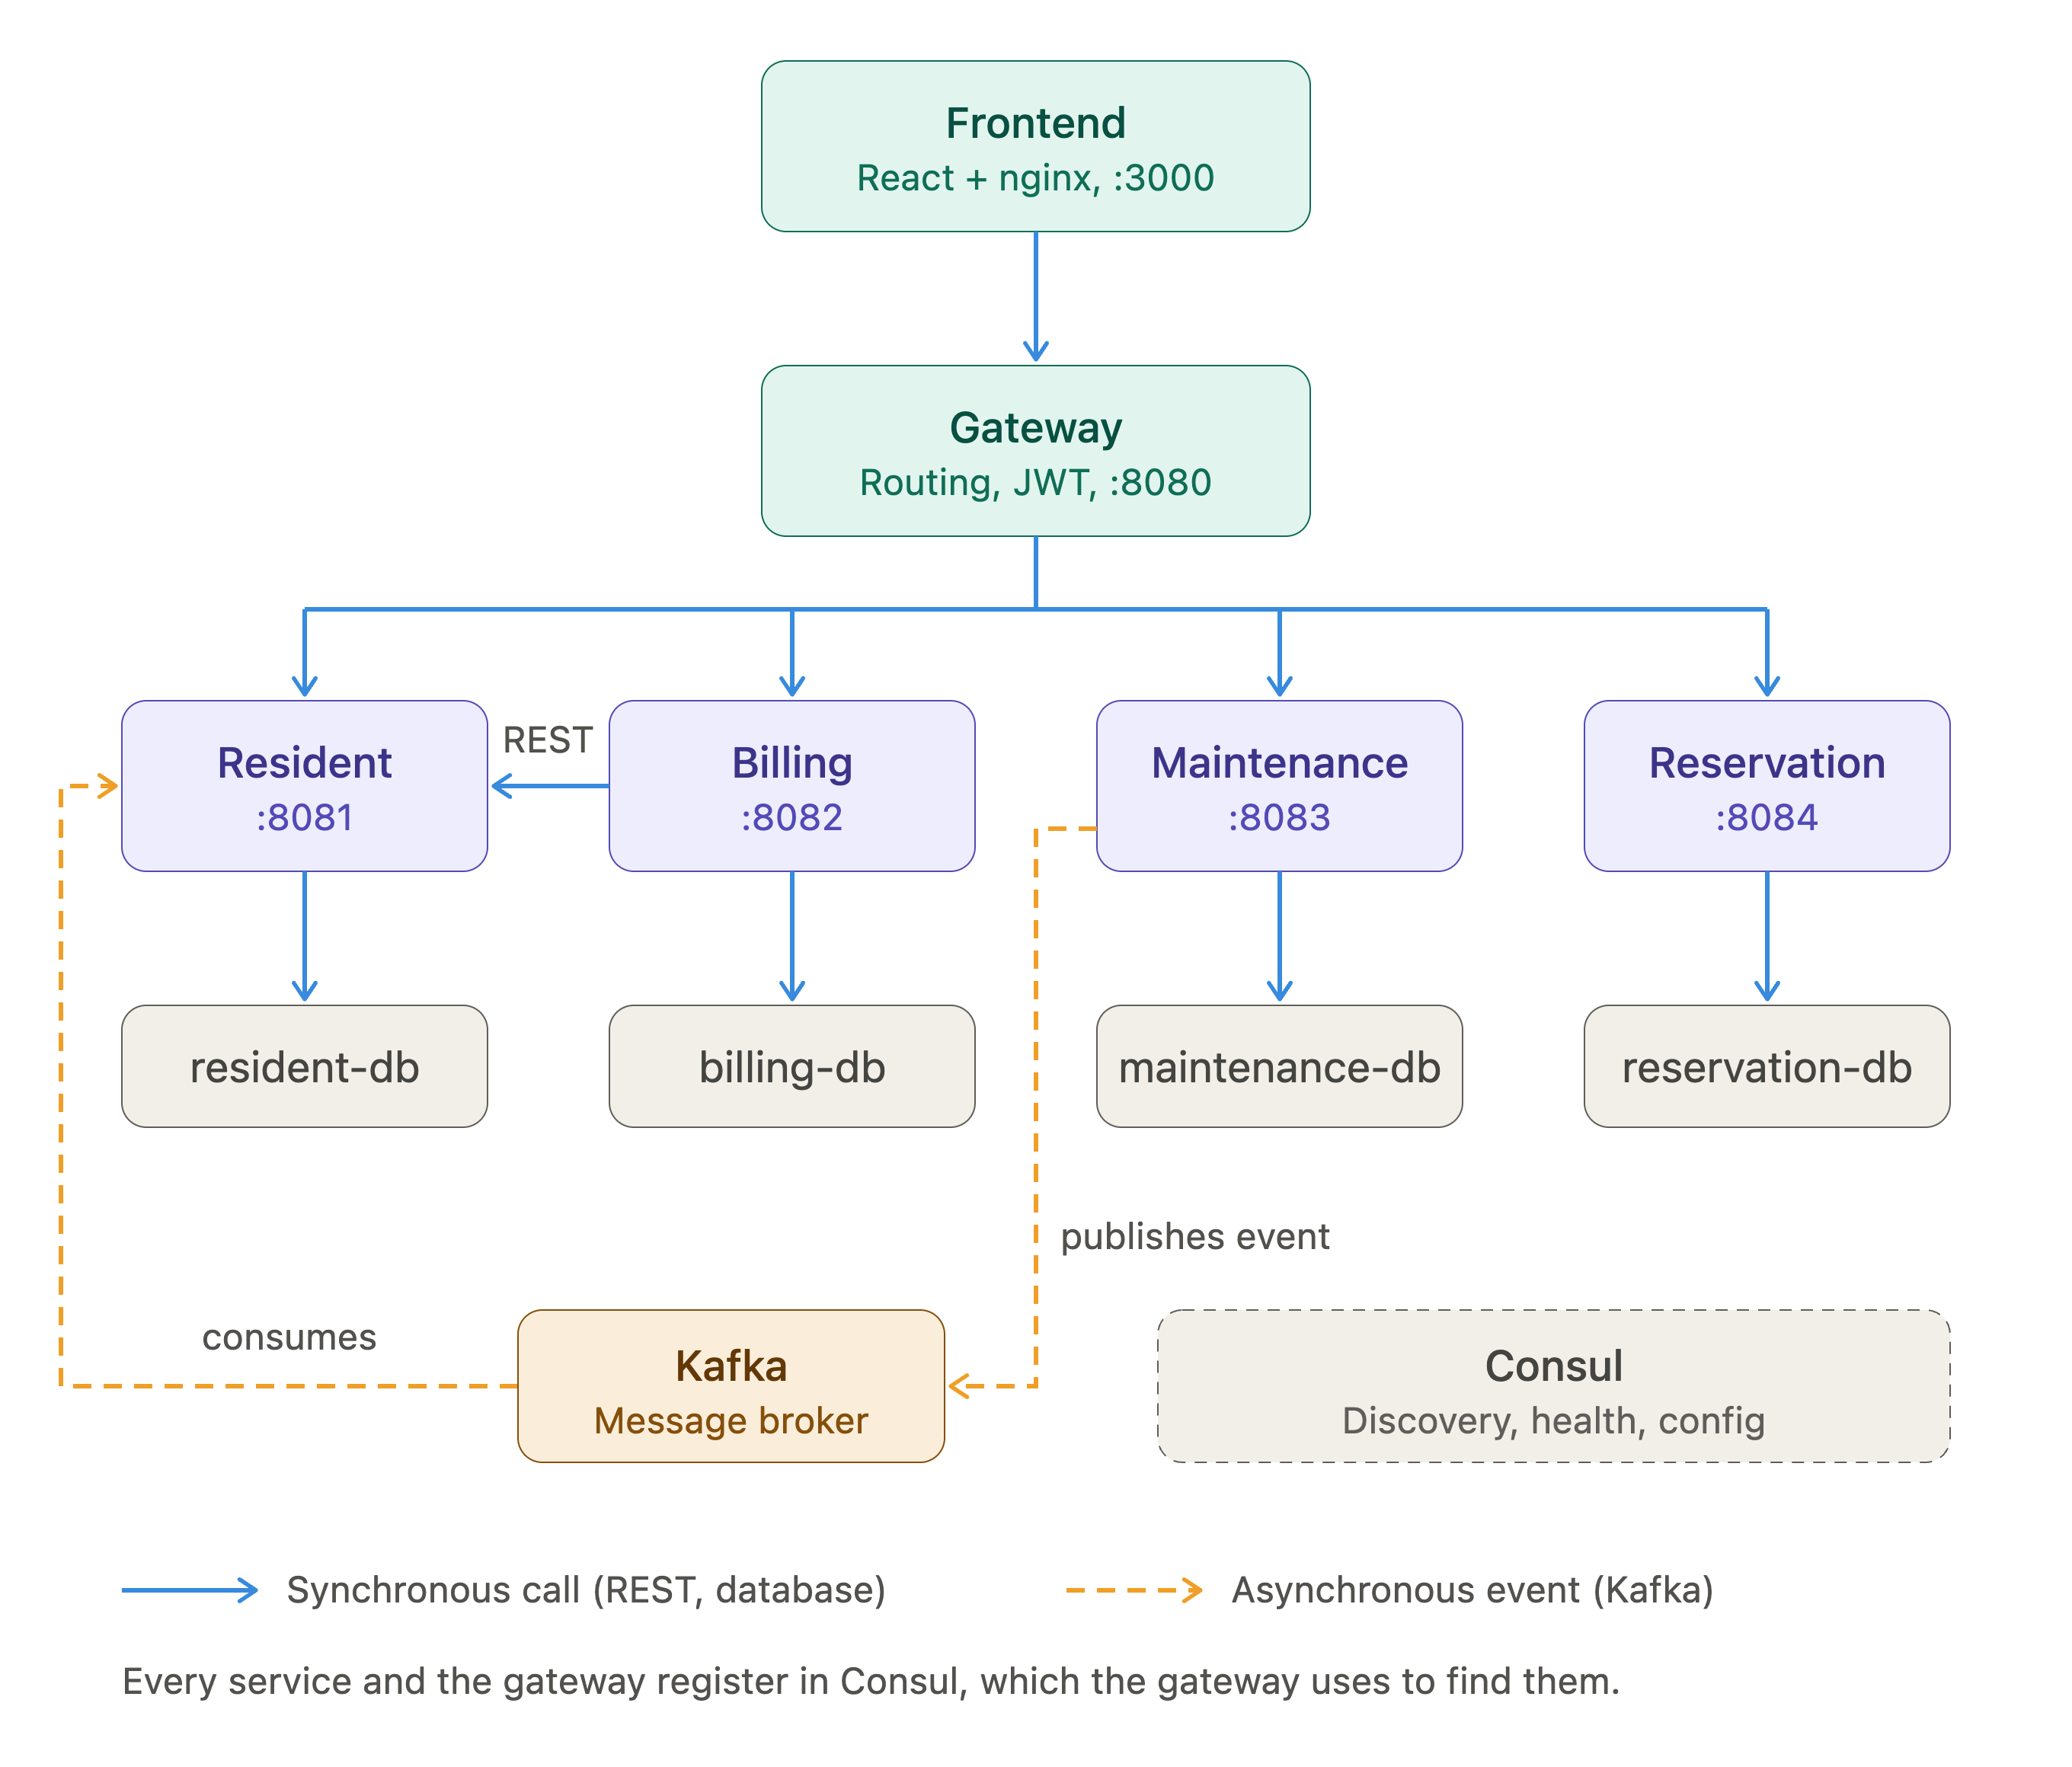 Frontend
React + nginx, :3000
Gateway
Routing, JWT, :8080
Resident
:8081
REST
Billing
:8082
Maintenance
:8083
Reservation
:8084
resident-db
billing-db
maintenance-db
reservation-db
publishes event
consumes
Kafka
Message broker
Consul
Discovery, health, config
Synchronous call (REST, database)
Asynchronous event (Kafka)
Every service and the gateway register in Consul, which the gateway uses to find them.